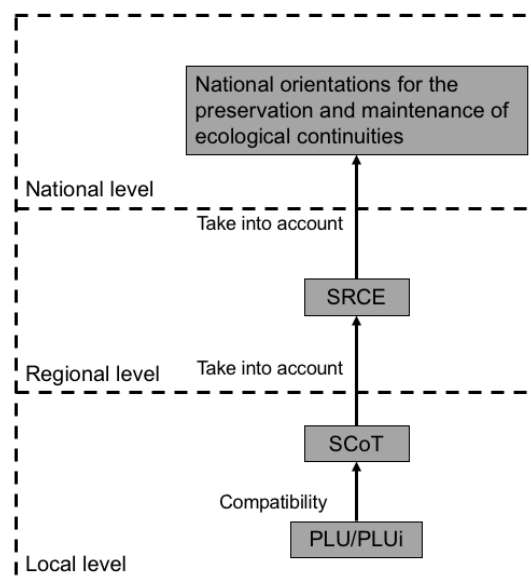 National orientations for the
preservation and maintenance of
ecological continuities
National level
Take into account
SRCE
Take into account
Regional level
SCoT
Compatibility
PLU/PLUi
Local level